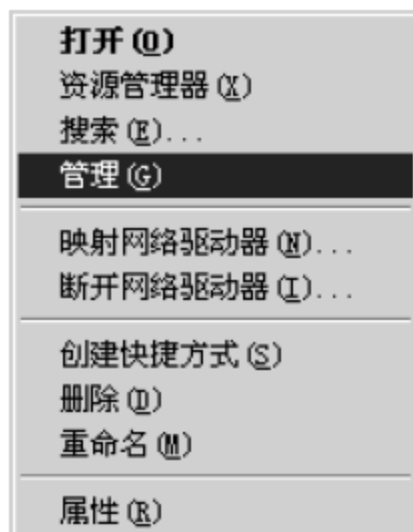 打开(O)
资源管理器(X)
搜索(E)...
管理(G)
映射网络驱动器(N)...
断开网络驱动器(I)...
创建快捷方式(S)
删除(D)
重命名(M)
属性(R)